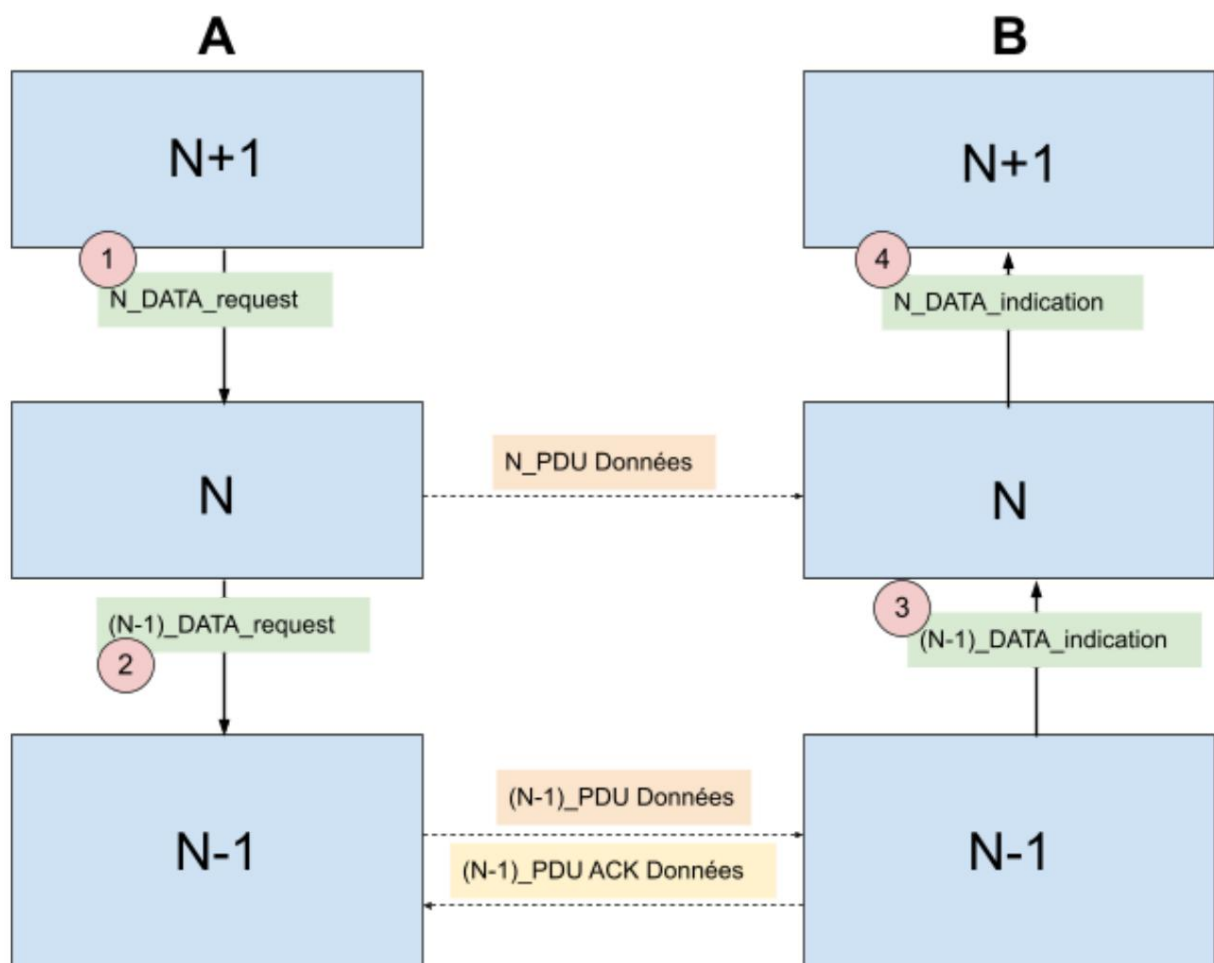 A
B
N+1
N+1
1
N_DATA_request
4
N_DATA_indication
N
N_PDU Données
N
(N-1)_DATA_request
2
3
(N-1)_DATA_indication
N-1
(N-1)_PDU Données
(N-1)_PDU ACK Données
N-1